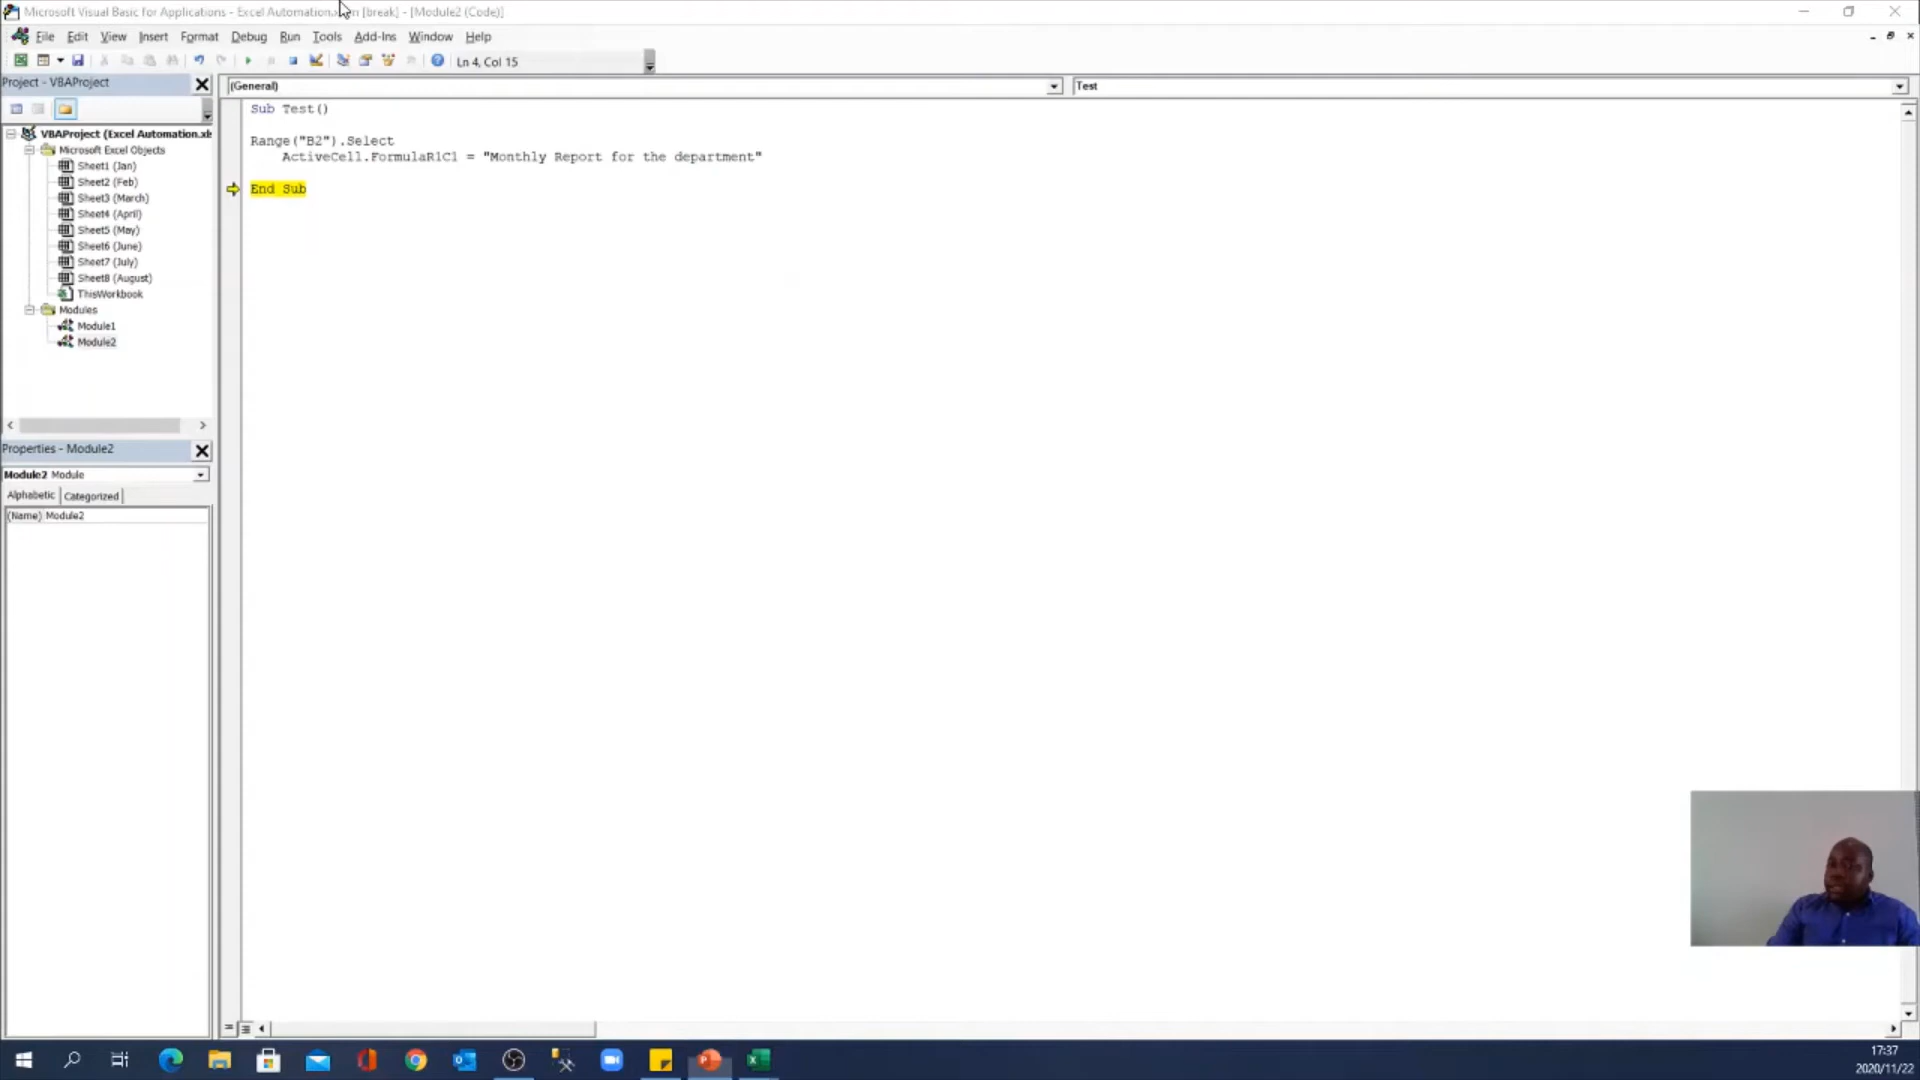 Microsoft Visual Basic for Applications - Excel Automation. [break] - [Module2 (Code)]
File Edit View Insert Format Debug Run Tools Add-Ins Window Help
Ln 4, Col 15
Project - VBAProject
(General)
Test
VBAProject (Excel Automation.xls
Microsoft Excel Objects
Sheet1 (Jan)
Sheet2 (Feb)
Sheet3 (March)
Sheet4 (April)
Sheet5 (May)
Sheet6 (June)
Sheet7 (July)
Sheet8 (August)
ThisWorkbook
Modules
Module1
Module2
Properties - Module2
Module2 Module
Alphabetic Categorized
(Name) Module2
Sub Test()
Range("B2").Select
ActiveCell.FormulaR1C1 = "Monthly Report for the department"
End Sub
17:37
2020/11/22